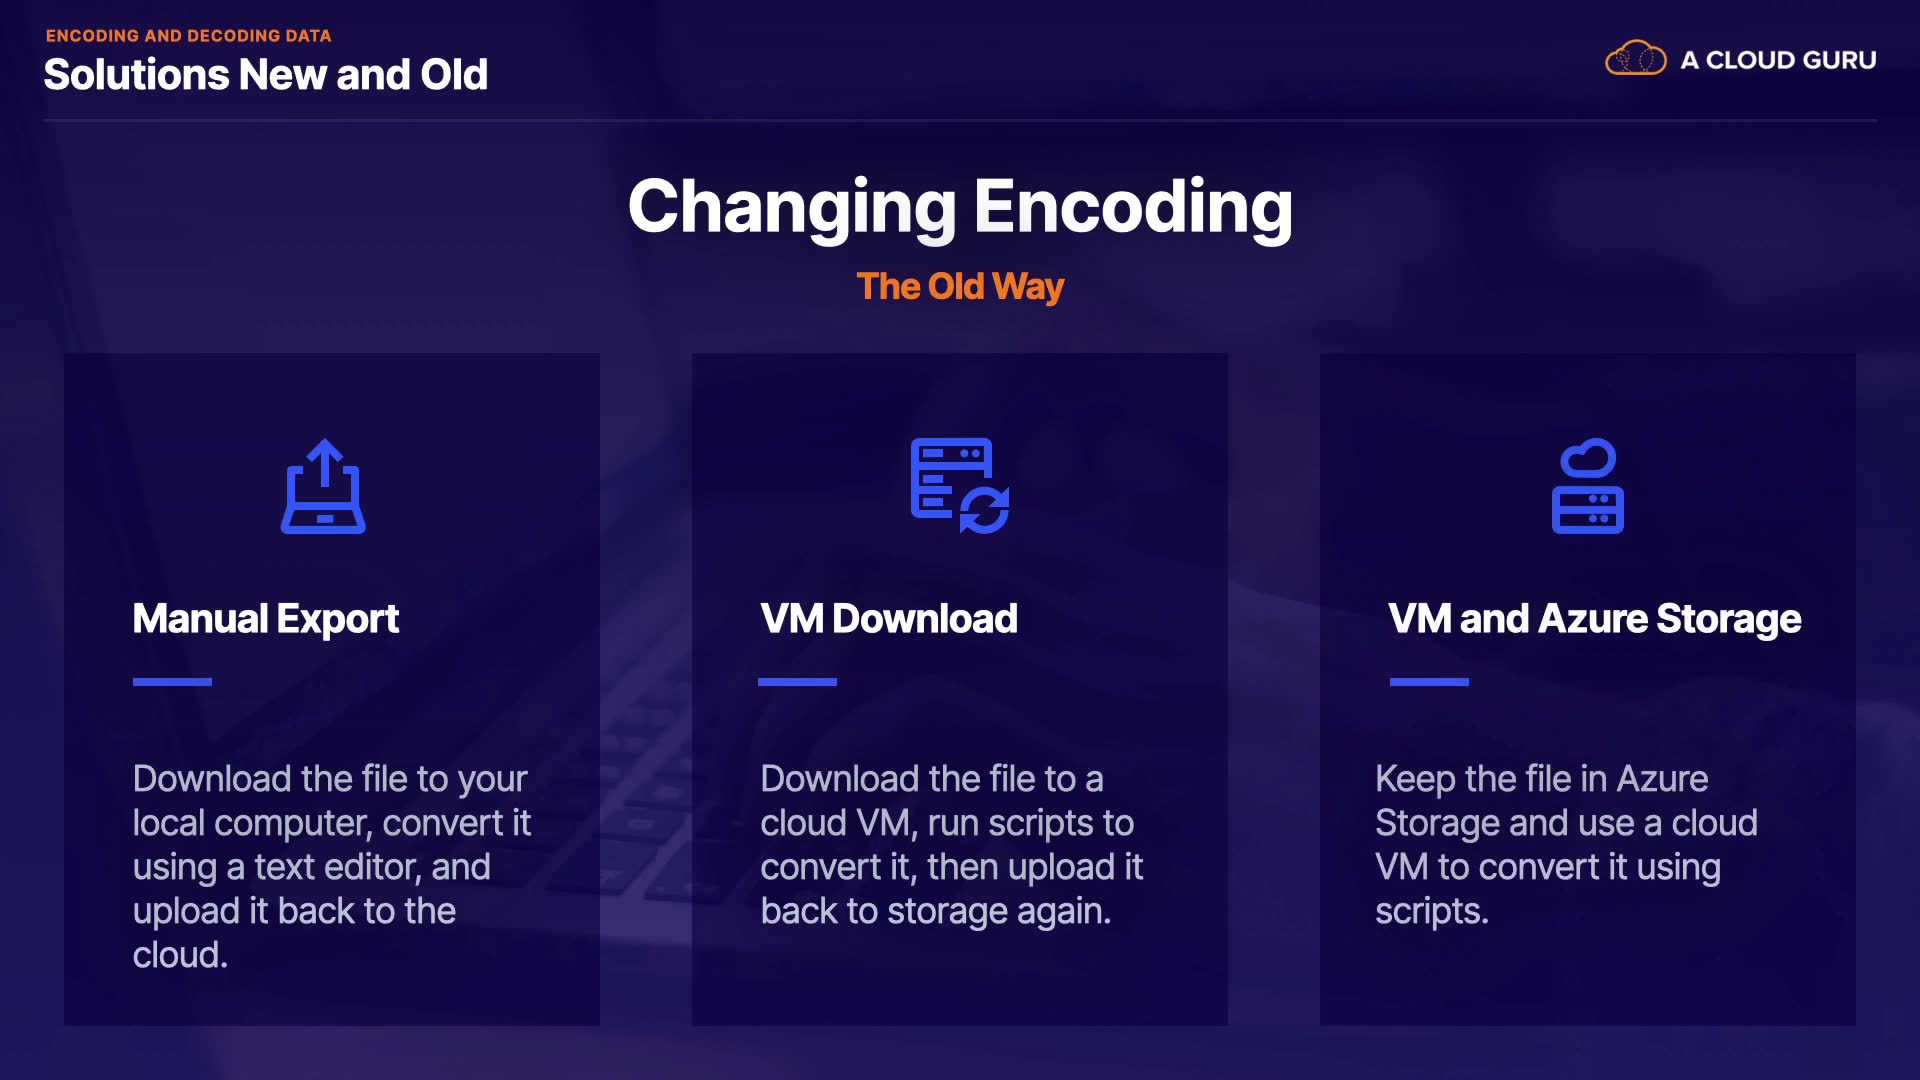 ENCODING AND DECODING DATA
Solutions New and Old
A CLOUD GURU
Changing Encoding
The Old Way
Manual Export
Download the file to your
local computer, convert it
using a text editor, and
upload it back to the
cloud.
VM Download
Download the file to a
cloud VM, run scripts to
convert it, then upload it
back to storage again.
VM and Azure Storage
Keep the file in Azure
Storage and use a cloud
VM to convert it using
scripts.